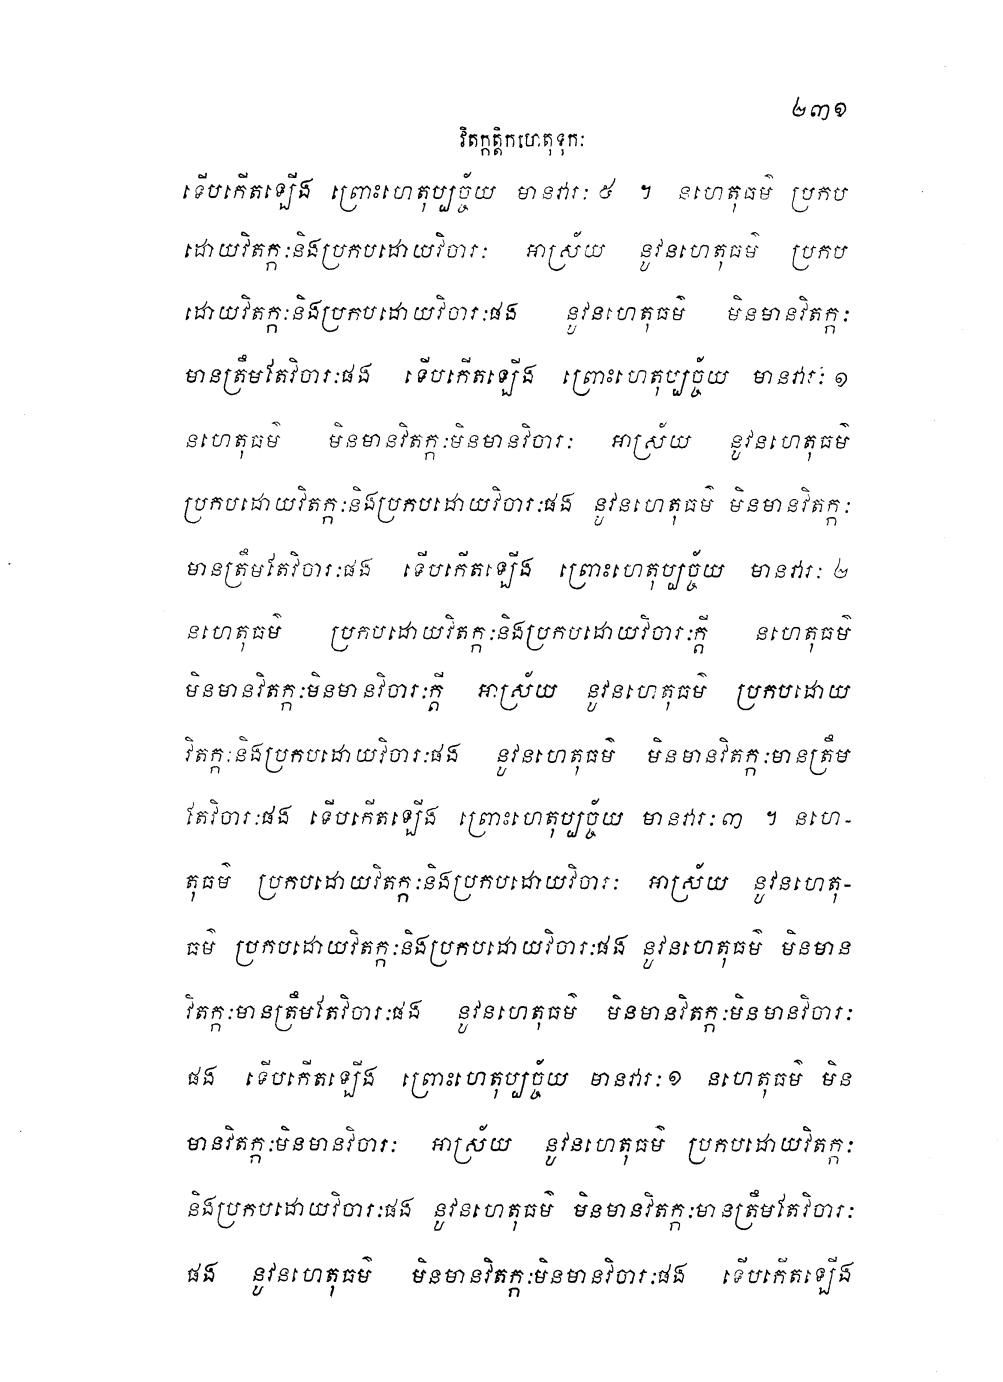 ២៣១
វិតក្កត្តិកហេតុទុកៈ
ទើបកើតឡើង ព្រោះហេតុប្បច្ច័យ មានវារៈ ៥ ។ នហេតុធម៌ ប្រកប
ដោយវិតក្កៈនិងប្រកបដោយវិចារៈ អាស្រ័យ នូវនហេតុធម៌ ប្រកប
ដោយវិតក្កៈនិងប្រកបដោយវិចារៈផង នូវនហេតុធម៌ មិនមានវិតក្កៈ
មានត្រឹមតែវិចារៈផង ទើបកើតឡើង ព្រោះហេតុប្បច្ច័យ មានវារៈ ១
នហេតុធម៌ មិនមានវិតក្កៈមិនមានវិចារៈ អាស្រ័យ នូវនហេតុធម៌
ប្រកបដោយវិតក្កៈនិងប្រកបដោយវិចារៈផង នូវនហេតុធម៌ មិនមានវិតក្កៈ
មានត្រឹមតែវិចារៈផង ទើបកើតឡើង ព្រោះហេតុប្បច្ច័យ មានវារៈ ២
នហេតុធម៌ ប្រកបដោយវិតក្កៈនិងប្រកបដោយវិចារៈក្តី នហេតុធម៌
មិនមានវិតក្កៈមិនមានវិចារៈក្តី អាស្រ័យ នូវនហេតុធម៌ ប្រកបដោយ
វិតក្កៈនិងប្រកបដោយវិចារៈផង នូវនហេតុធម៌ មិនមានវិតក្កៈមានត្រឹម
តែវិចារៈផង ទើបកើតឡើង ព្រោះហេតុប្បច្ច័យ មានវារៈ ៣ ។ នហេ-
តុធម៌ ប្រកបដោយវិតក្កៈនិងប្រកបដោយវិចារៈ អាស្រ័យ នូវនហេតុ-
ធម៌ ប្រកបដោយវិតក្កៈនិងប្រកបដោយវិចារៈផង នូវនហេតុធម៌ មិនមាន
វិតក្កៈមានត្រឹមតែវិចារៈផង នូវនហេតុធម៌ មិនមានវិតក្កៈមិនមានវិចារៈ
ផង ទើបកើតឡើង ព្រោះហេតុប្បច្ច័យ មានវារៈ ១ នហេតុធម៌ មិន
មានវិតក្កៈមិនមានវិចារៈ អាស្រ័យ នូវនហេតុធម៌ ប្រកបដោយវិតក្កៈ
និងប្រកបដោយវិចារៈផង នូវនហេតុធម៌ មិនមានវិតក្កៈមានត្រឹមតែវិចារៈ
ផង នូវនហេតុធម៌ មិនមានវិតក្កៈមិនមានវិចារៈផង ទើបកើតឡើង